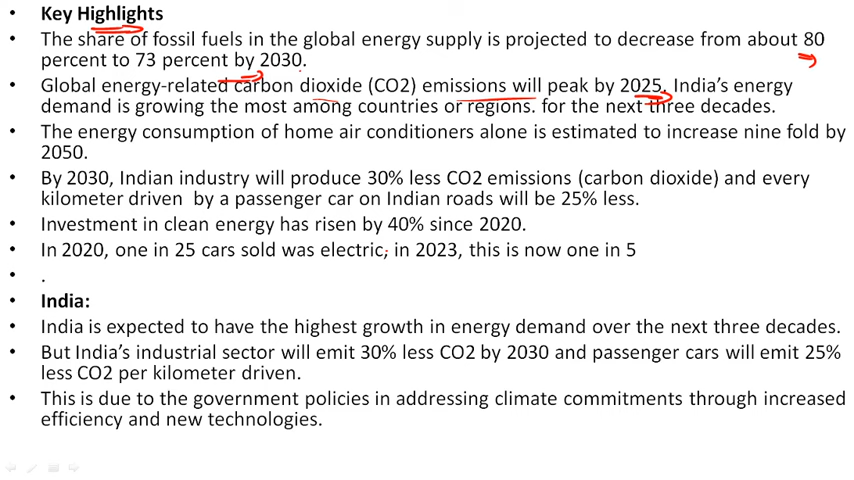 • Key Highlights
• The share of fossil fuels in the global energy supply is projected to decrease from about 80
percent to 73 percent by 2030.
• Global energy-related carbon dioxide (CO2) emissions will peak by 2025. India's energy
demand is growing the most among countries or regions. for the next three decades.
• The energy consumption of home air conditioners alone is estimated to increase nine fold by
2050.
• By 2030, Indian industry will produce 30% less CO2 emissions (carbon dioxide) and every
kilometer driven by a passenger car on Indian roads will be 25% less.
• Investment in clean energy has risen by 40% since 2020.
• In 2020, one in 25 cars sold was electric; in 2023, this is now one in 5
• .
• India:
• India is expected to have the highest growth in energy demand over the next three decades.
• But India's industrial sector will emit 30% less CO2 by 2030 and passenger cars will emit 25%
less CO2 per kilometer driven.
• This is due to the government policies in addressing climate commitments through increased
efficiency and new technologies.